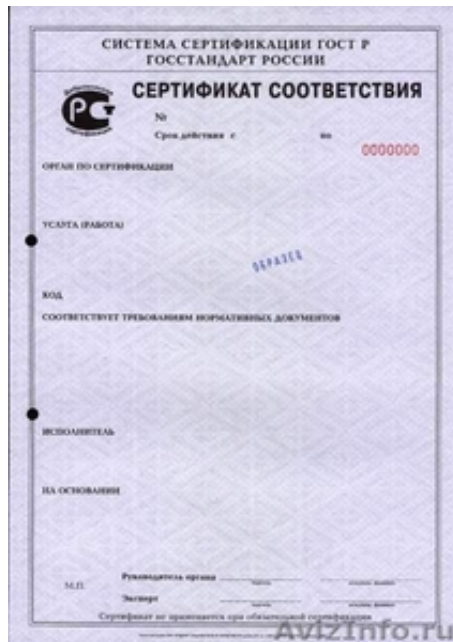 СИСТЕМА СЕРТИФИКАЦИИ ГОСТ Р
ГОССТАНДАРТ РОССИИ
СЕРТИФИКАТ СООТВЕТСТВИЯ
№
Срок действия с по
0000000
ОРГАН ПО СЕРТИФИКАЦИИ
УСЛУГА (РАБОТА)
ОБРАЗЕЦ
КОД
СООТВЕТСТВУЕТ ТРЕБОВАНИЯМ НОРМАТИВНЫХ ДОКУМЕНТОВ
ИСПОЛНИТЕЛЬ
НА ОСНОВАНИИ
М.П.
Руководитель органа
Эксперт
Сертификат не применяется при обязательной сертификации
AvizInfo.ru